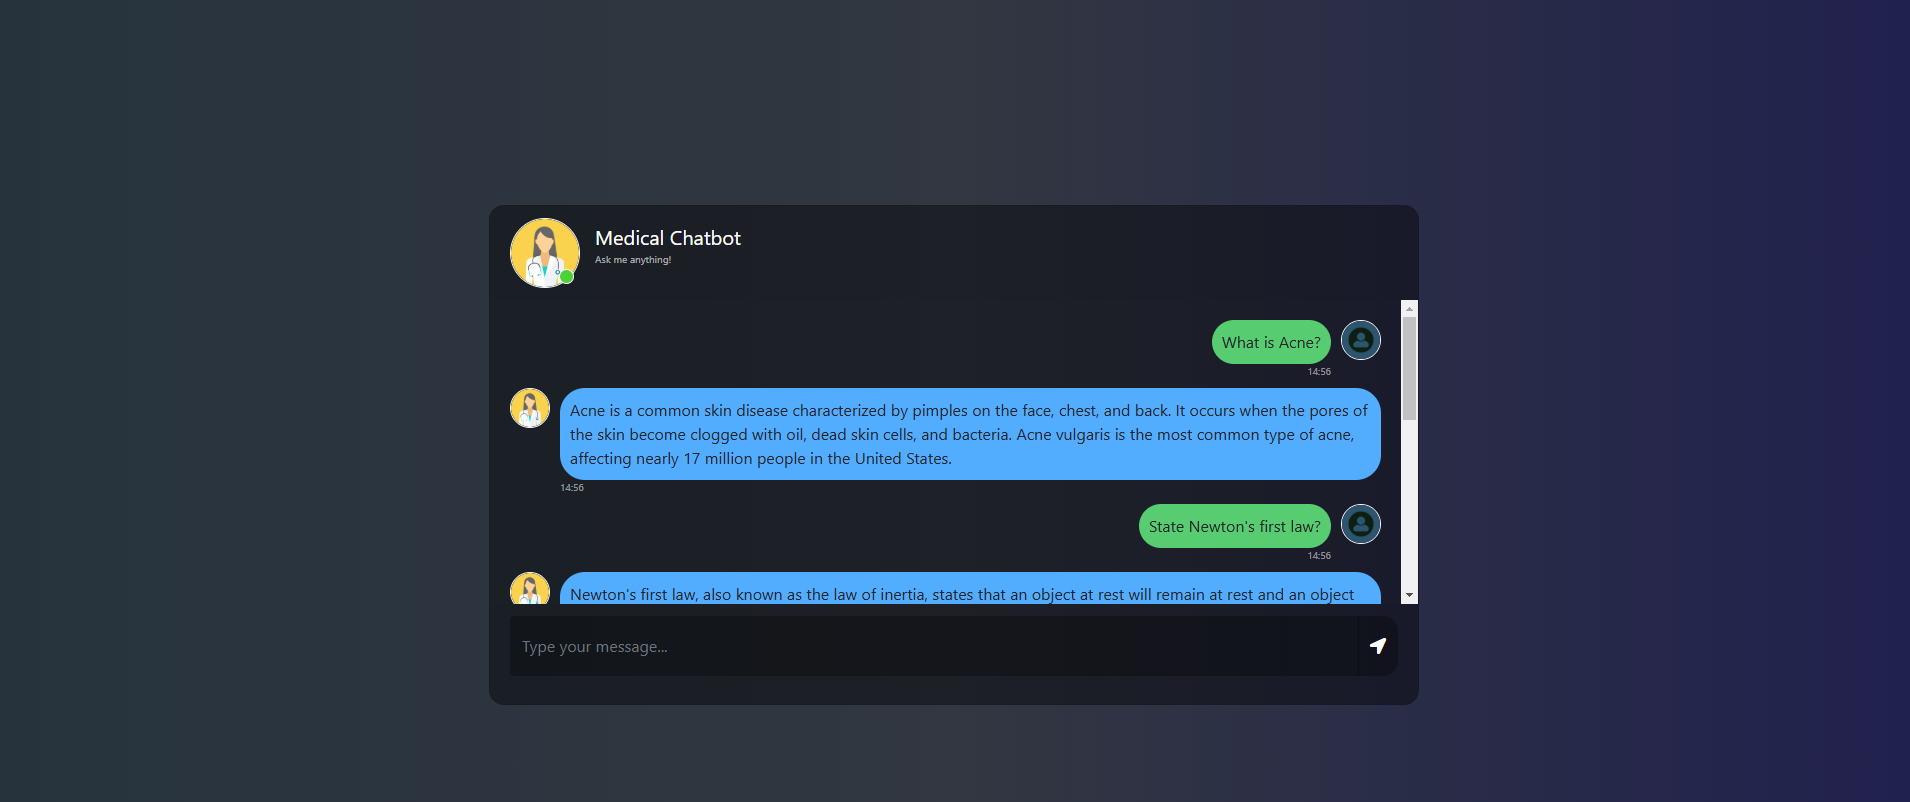 Medical Chatbot
Ask me anything!
What is Acne?
14:56
Acne is a common skin disease characterized by pimples on the face, chest, and back. It occurs when the pores of
the skin become clogged with oil, dead skin cells, and bacteria. Acne vulgaris is the most common type of acne,
affecting nearly 17 million people in the United States.
14:56
State Newton's first law?
14:56
Newton's first law, also known as the law of inertia, states that an object at rest will remain at rest and an object
Type your message...